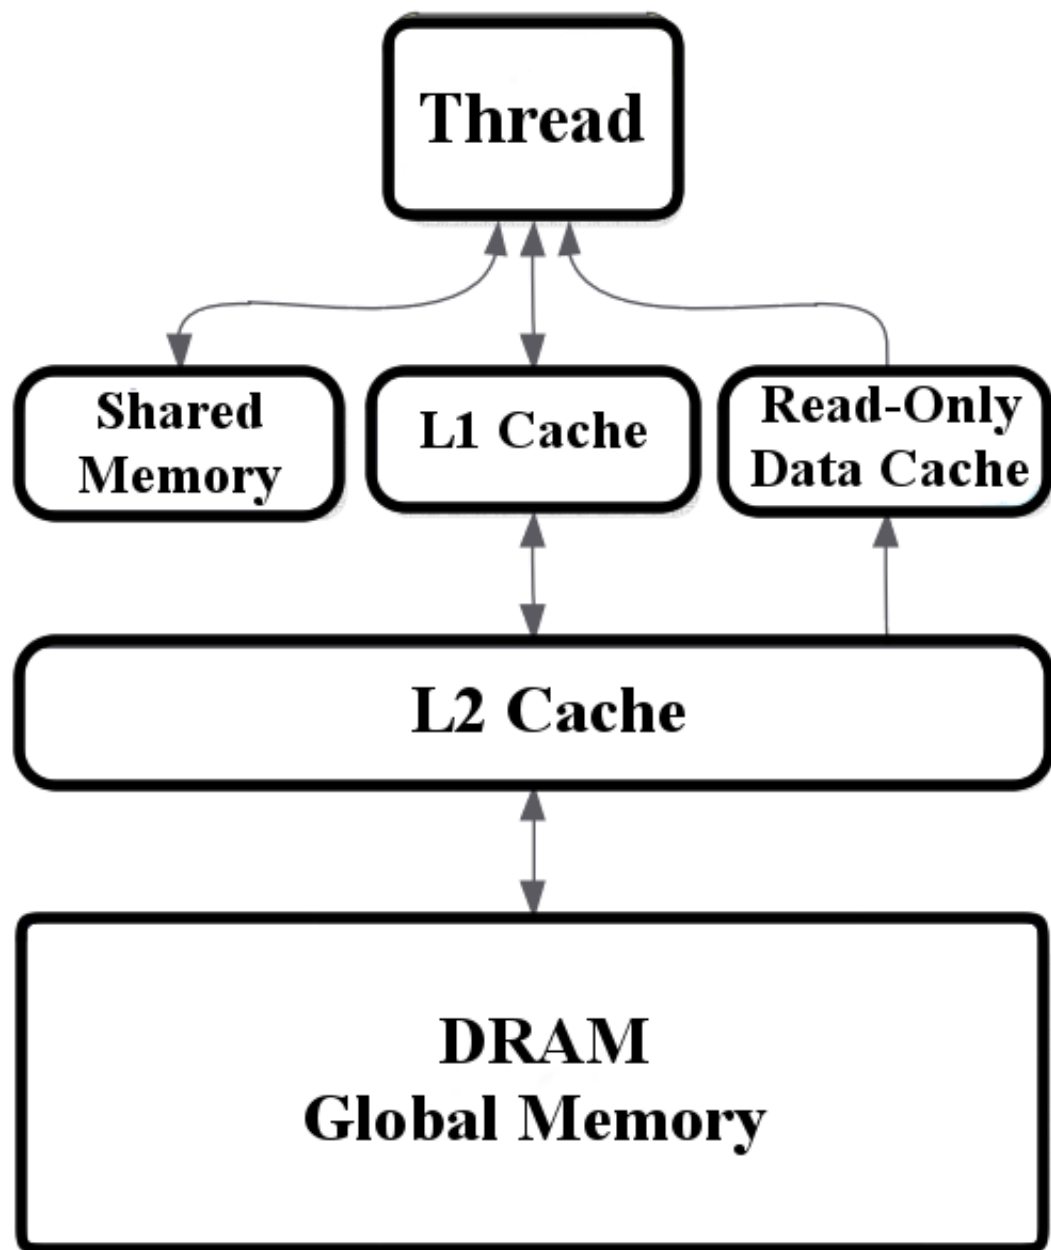 Thread
Shared
Memory
L1 Cache
Read-Only
Data Cache
L2 Cache
DRAM
Global Memory